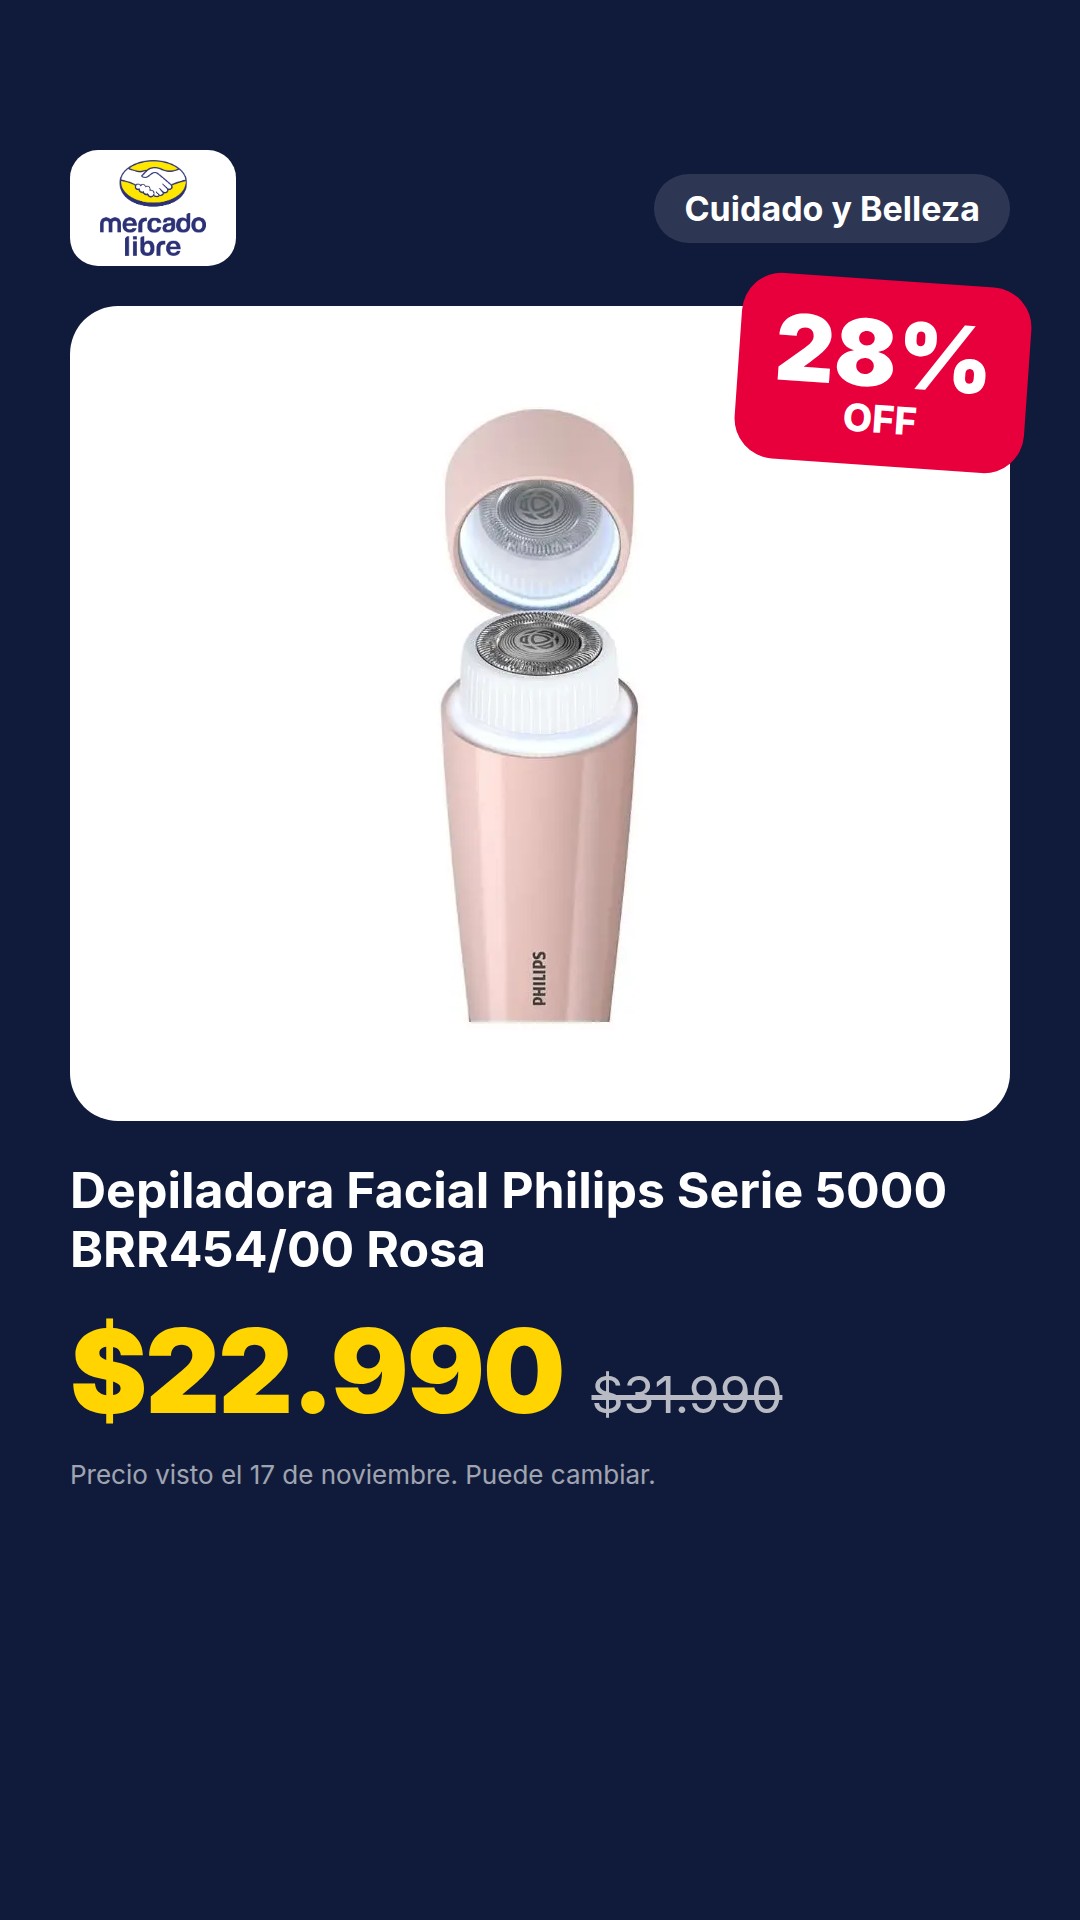 mercado
libre
Cuidado y Belleza
28%
OFF
PHILIPS
Depiladora Facial Philips Serie 5000
BRR454/00 Rosa
$22.990 $31.990
Precio visto el 17 de noviembre. Puede cambiar.